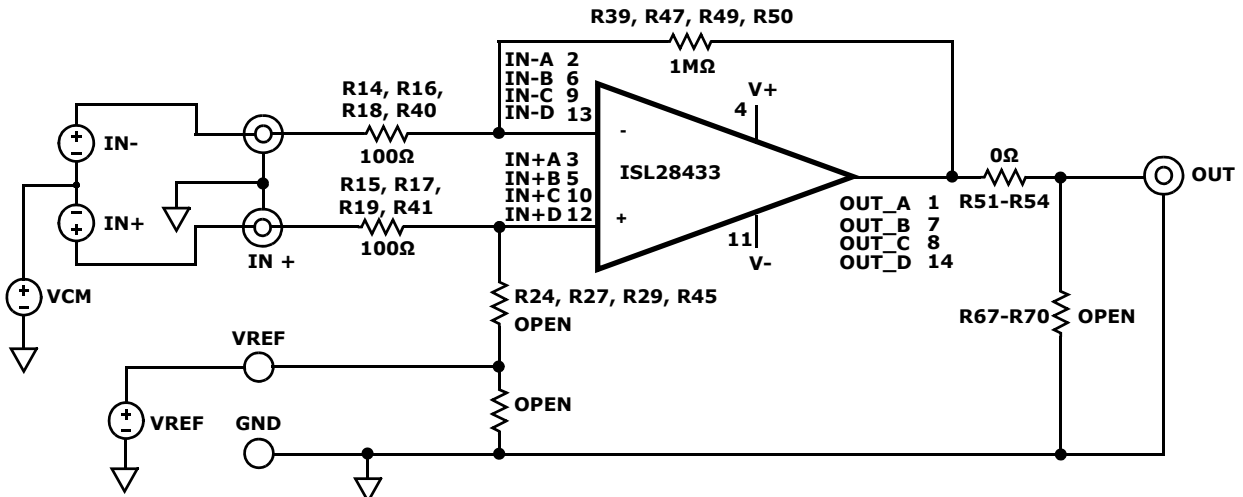 R39, R47, R49, R50
1MΩ
IN-A 2
IN-B 6
IN-C 9
IN-D 13
R14, R16,
R18, R40
100Ω
V+
4
IN-
-
ISL28433
0Ω
OUT
IN+A 3
IN+B 5
IN+C 10
IN+D 12
R15, R17,
R19, R41
100Ω
IN+
+
OUT_A 1
OUT_B 7
OUT_C 8
OUT_D 14
R51-R54
11
V-
IN +
VCM
R24, R27, R29, R45
OPEN
R67-R70 OPEN
VREF
OPEN
VREF
GND